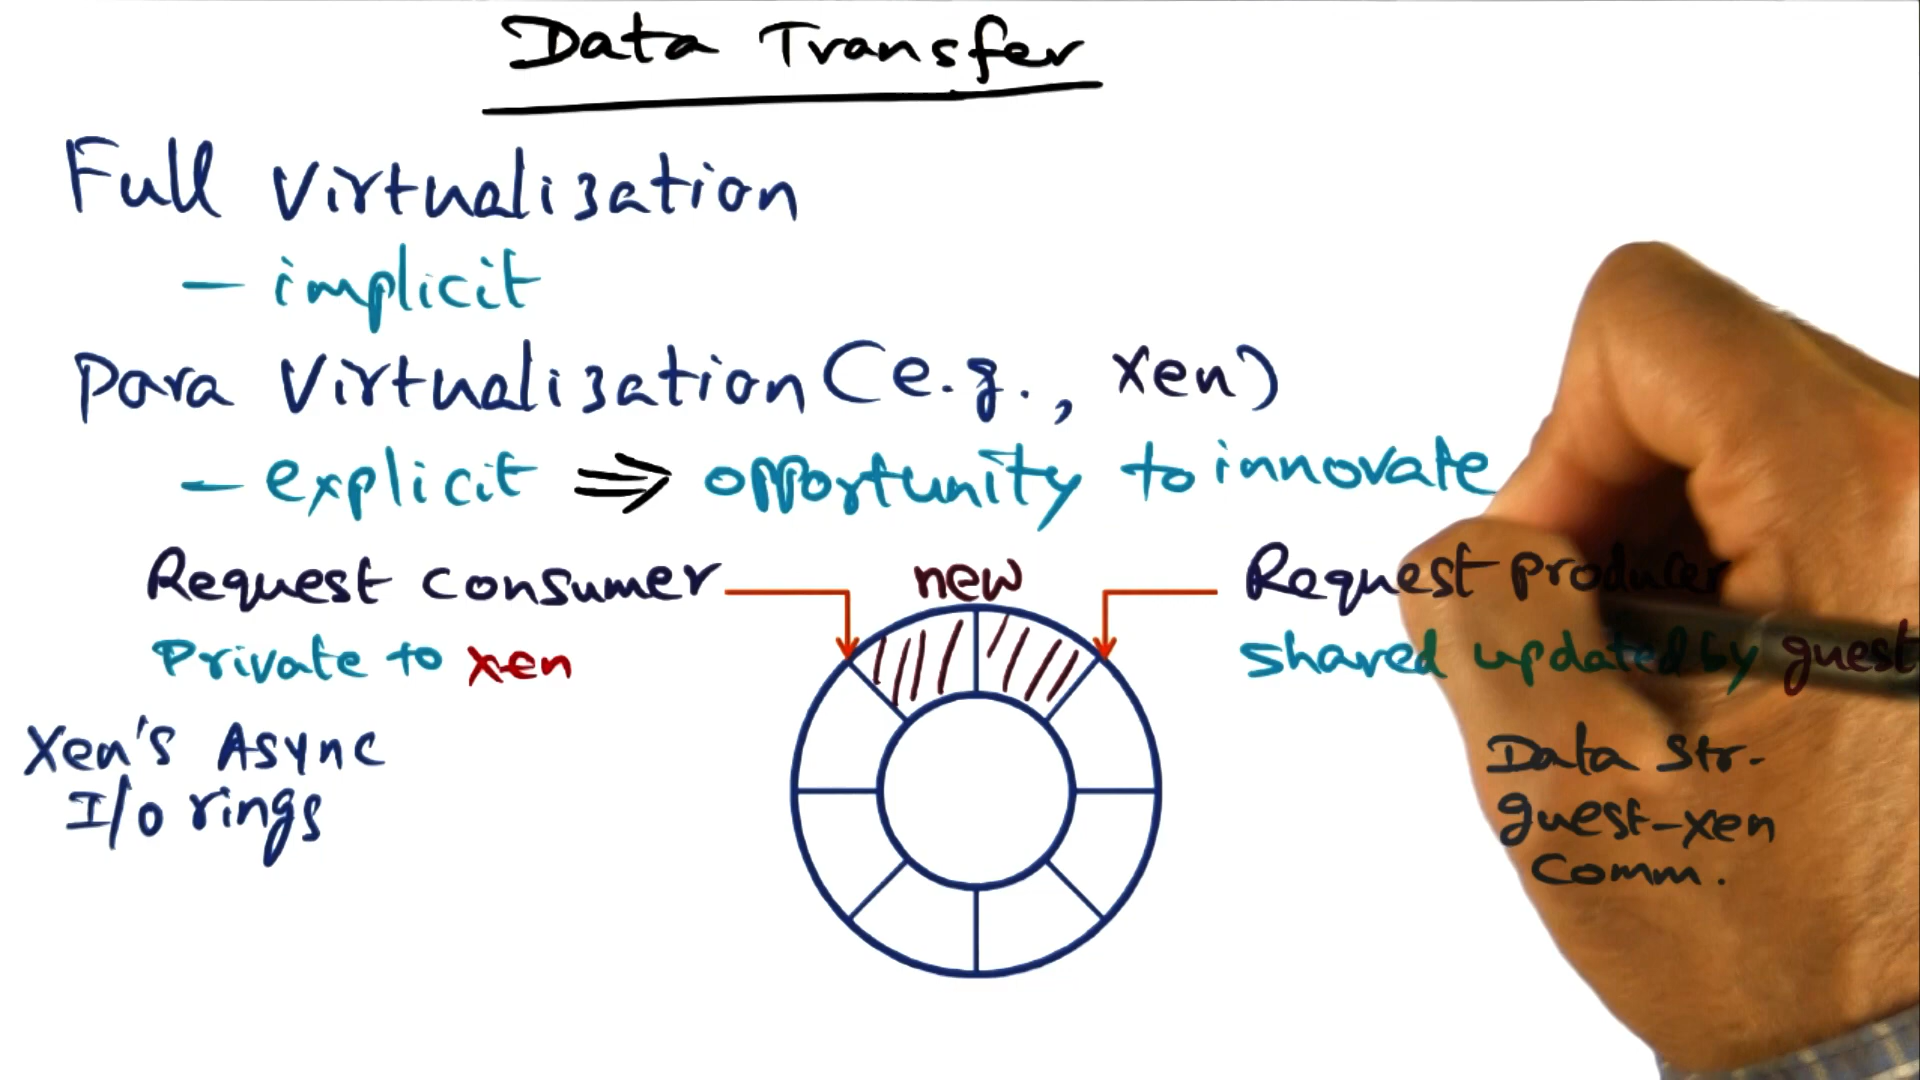 Data Transfer
Full Virtualization
- implicit
Para Virtualization (e.g., Xen)
- explicit ⇒ opportunity to innovate
Request Consumer
Private to Xen
new
Request producer
shared updated by guest
Xen's Async
I/o rings
Data Str.
guest-xen
Comm.